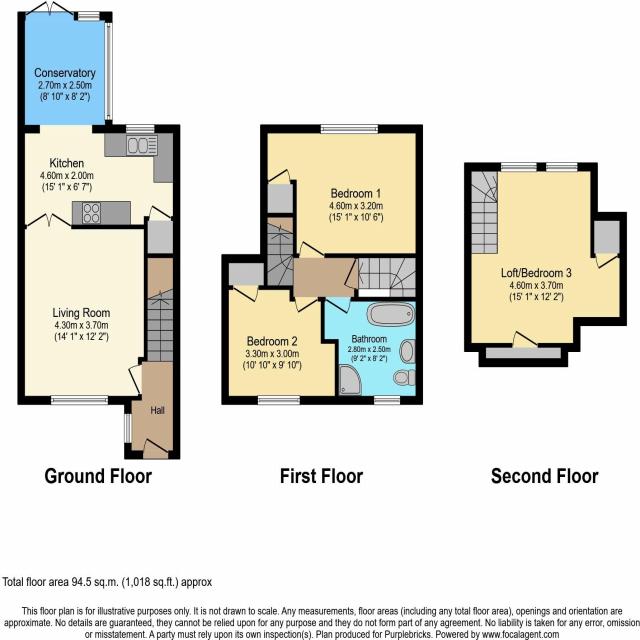 Conservatory
2.70m x 2.50m
(8' 10" x 8' 2")
Kitchen
4.60m x 2.00m
(15' 1" x 6' 7")
Living Room
4.30m x 3.70m
(14' 1" x 12' 2")
Hall
Ground Floor
Bedroom 1
4.60m x 3.20m
(15' 1" x 10' 6")
Bedroom 2
3.30m x 3.00m
(10' 10" x 9' 10")
Bathroom
2.80m x 2.50m
(9' 2" x 8' 2")
First Floor
Loft/Bedroom 3
4.60m x 3.70m
(15' 1" x 12' 2")
Second Floor
Total floor area 94.5 sq.m. (1,018 sq.ft.) approx
This floor plan is for illustrative purposes only. It is not drawn to scale. Any measurements, floor areas (including any total floor area), openings and orientation are
approximate. No details are guaranteed, they cannot be relied upon for any purpose and they do not form part of any agreement. No liability is taken for any error, omission
or misstatement. A party must rely upon its own inspection(s). Plan produced for Purplebricks. Powered by www.focalagent.com